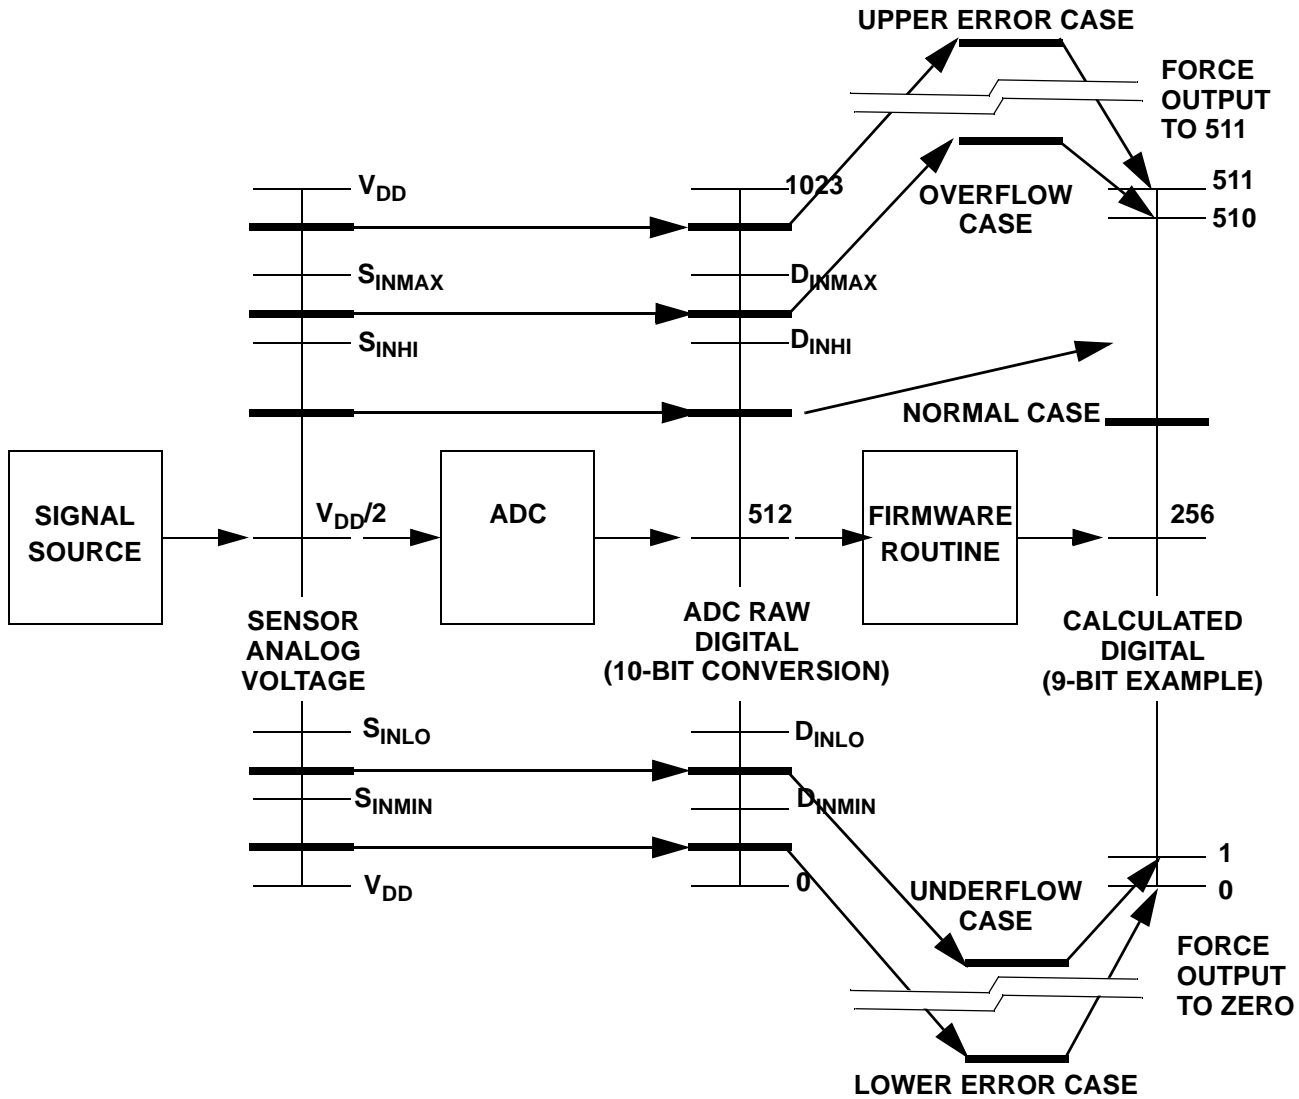 UPPER ERROR CASE
FORCE
OUTPUT
TO 511
VDD
1023
OVERFLOW
CASE
511
510
SINMAX
DINMAX
SINHI
DINHI
NORMAL CASE
SIGNAL
SOURCE
VDD/2
ADC
512
FIRMWARE
ROUTINE
256
SENSOR
ANALOG
VOLTAGE
ADC RAW
DIGITAL
(10-BIT CONVERSION)
CALCULATED
DIGITAL
(9-BIT EXAMPLE)
SINLO
DINLO
SINMIN
DINMIN
VDD
0
UNDERFLOW
CASE
1
0
FORCE
OUTPUT
TO ZERO
LOWER ERROR CASE